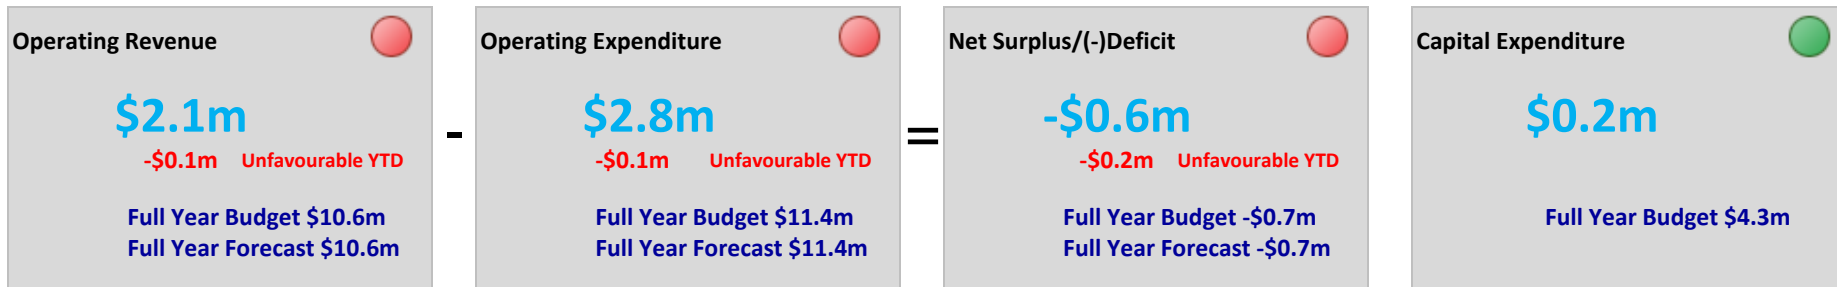 Operating Revenue
$2.1m
-$0.1m Unfavourable YTD
Full Year Budget $10.6m
Full Year Forecast $10.6m
-
Operating Expenditure
$2.8m
-$0.1m Unfavourable YTD
Full Year Budget $11.4m
Full Year Forecast $11.4m
=
Net Surplus/(-)Deficit
-$0.6m
-$0.2m Unfavourable YTD
Full Year Budget -$0.7m
Full Year Forecast -$0.7m
Capital Expenditure
$0.2m
Full Year Budget $4.3m